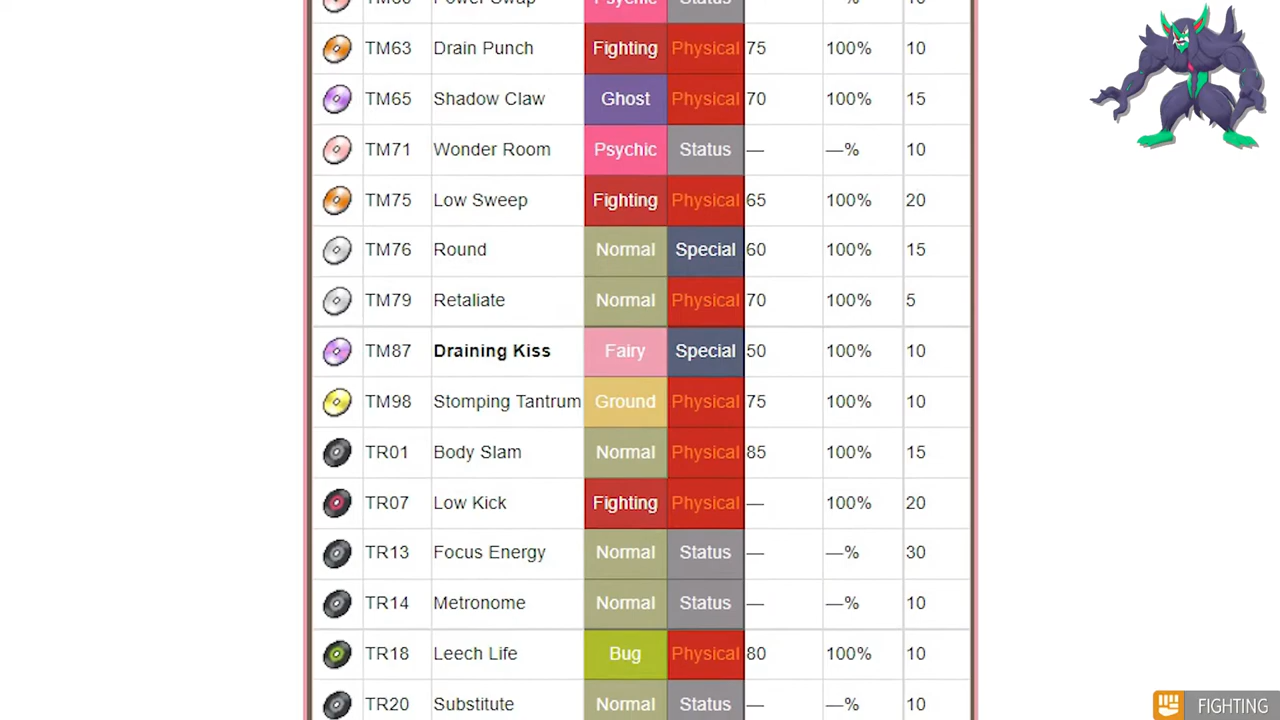 TM63 Drain Punch Fighting Physical 75 100% 10
TM65 Shadow Claw Ghost Physical 70 100% 15
TM71 Wonder Room Psychic Status — —% 10
TM75 Low Sweep Fighting Physical 65 100% 20
TM76 Round Normal Special 60 100% 15
TM79 Retaliate Normal Physical 70 100% 5
TM87 Draining Kiss Fairy Special 50 100% 10
TM98 Stomping Tantrum Ground Physical 75 100% 10
TR01 Body Slam Normal Physical 85 100% 15
TR07 Low Kick Fighting Physical — 100% 20
TR13 Focus Energy Normal Status — —% 30
TR14 Metronome Normal Status — —% 10
TR18 Leech Life Bug Physical 80 100% 10
TR20 Substitute Normal Status — —% 10
FIGHTING